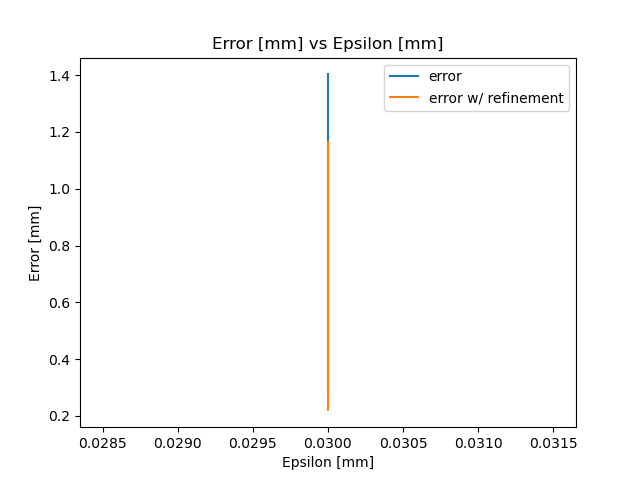 Error [mm] vs Epsilon [mm]
error
error w/ refinement
1.4
1.2
1.0
0.8
0.6
0.4
0.2
Error [mm]
0.0285 0.0290 0.0295 0.0300 0.0305 0.0310 0.0315
Epsilon [mm]